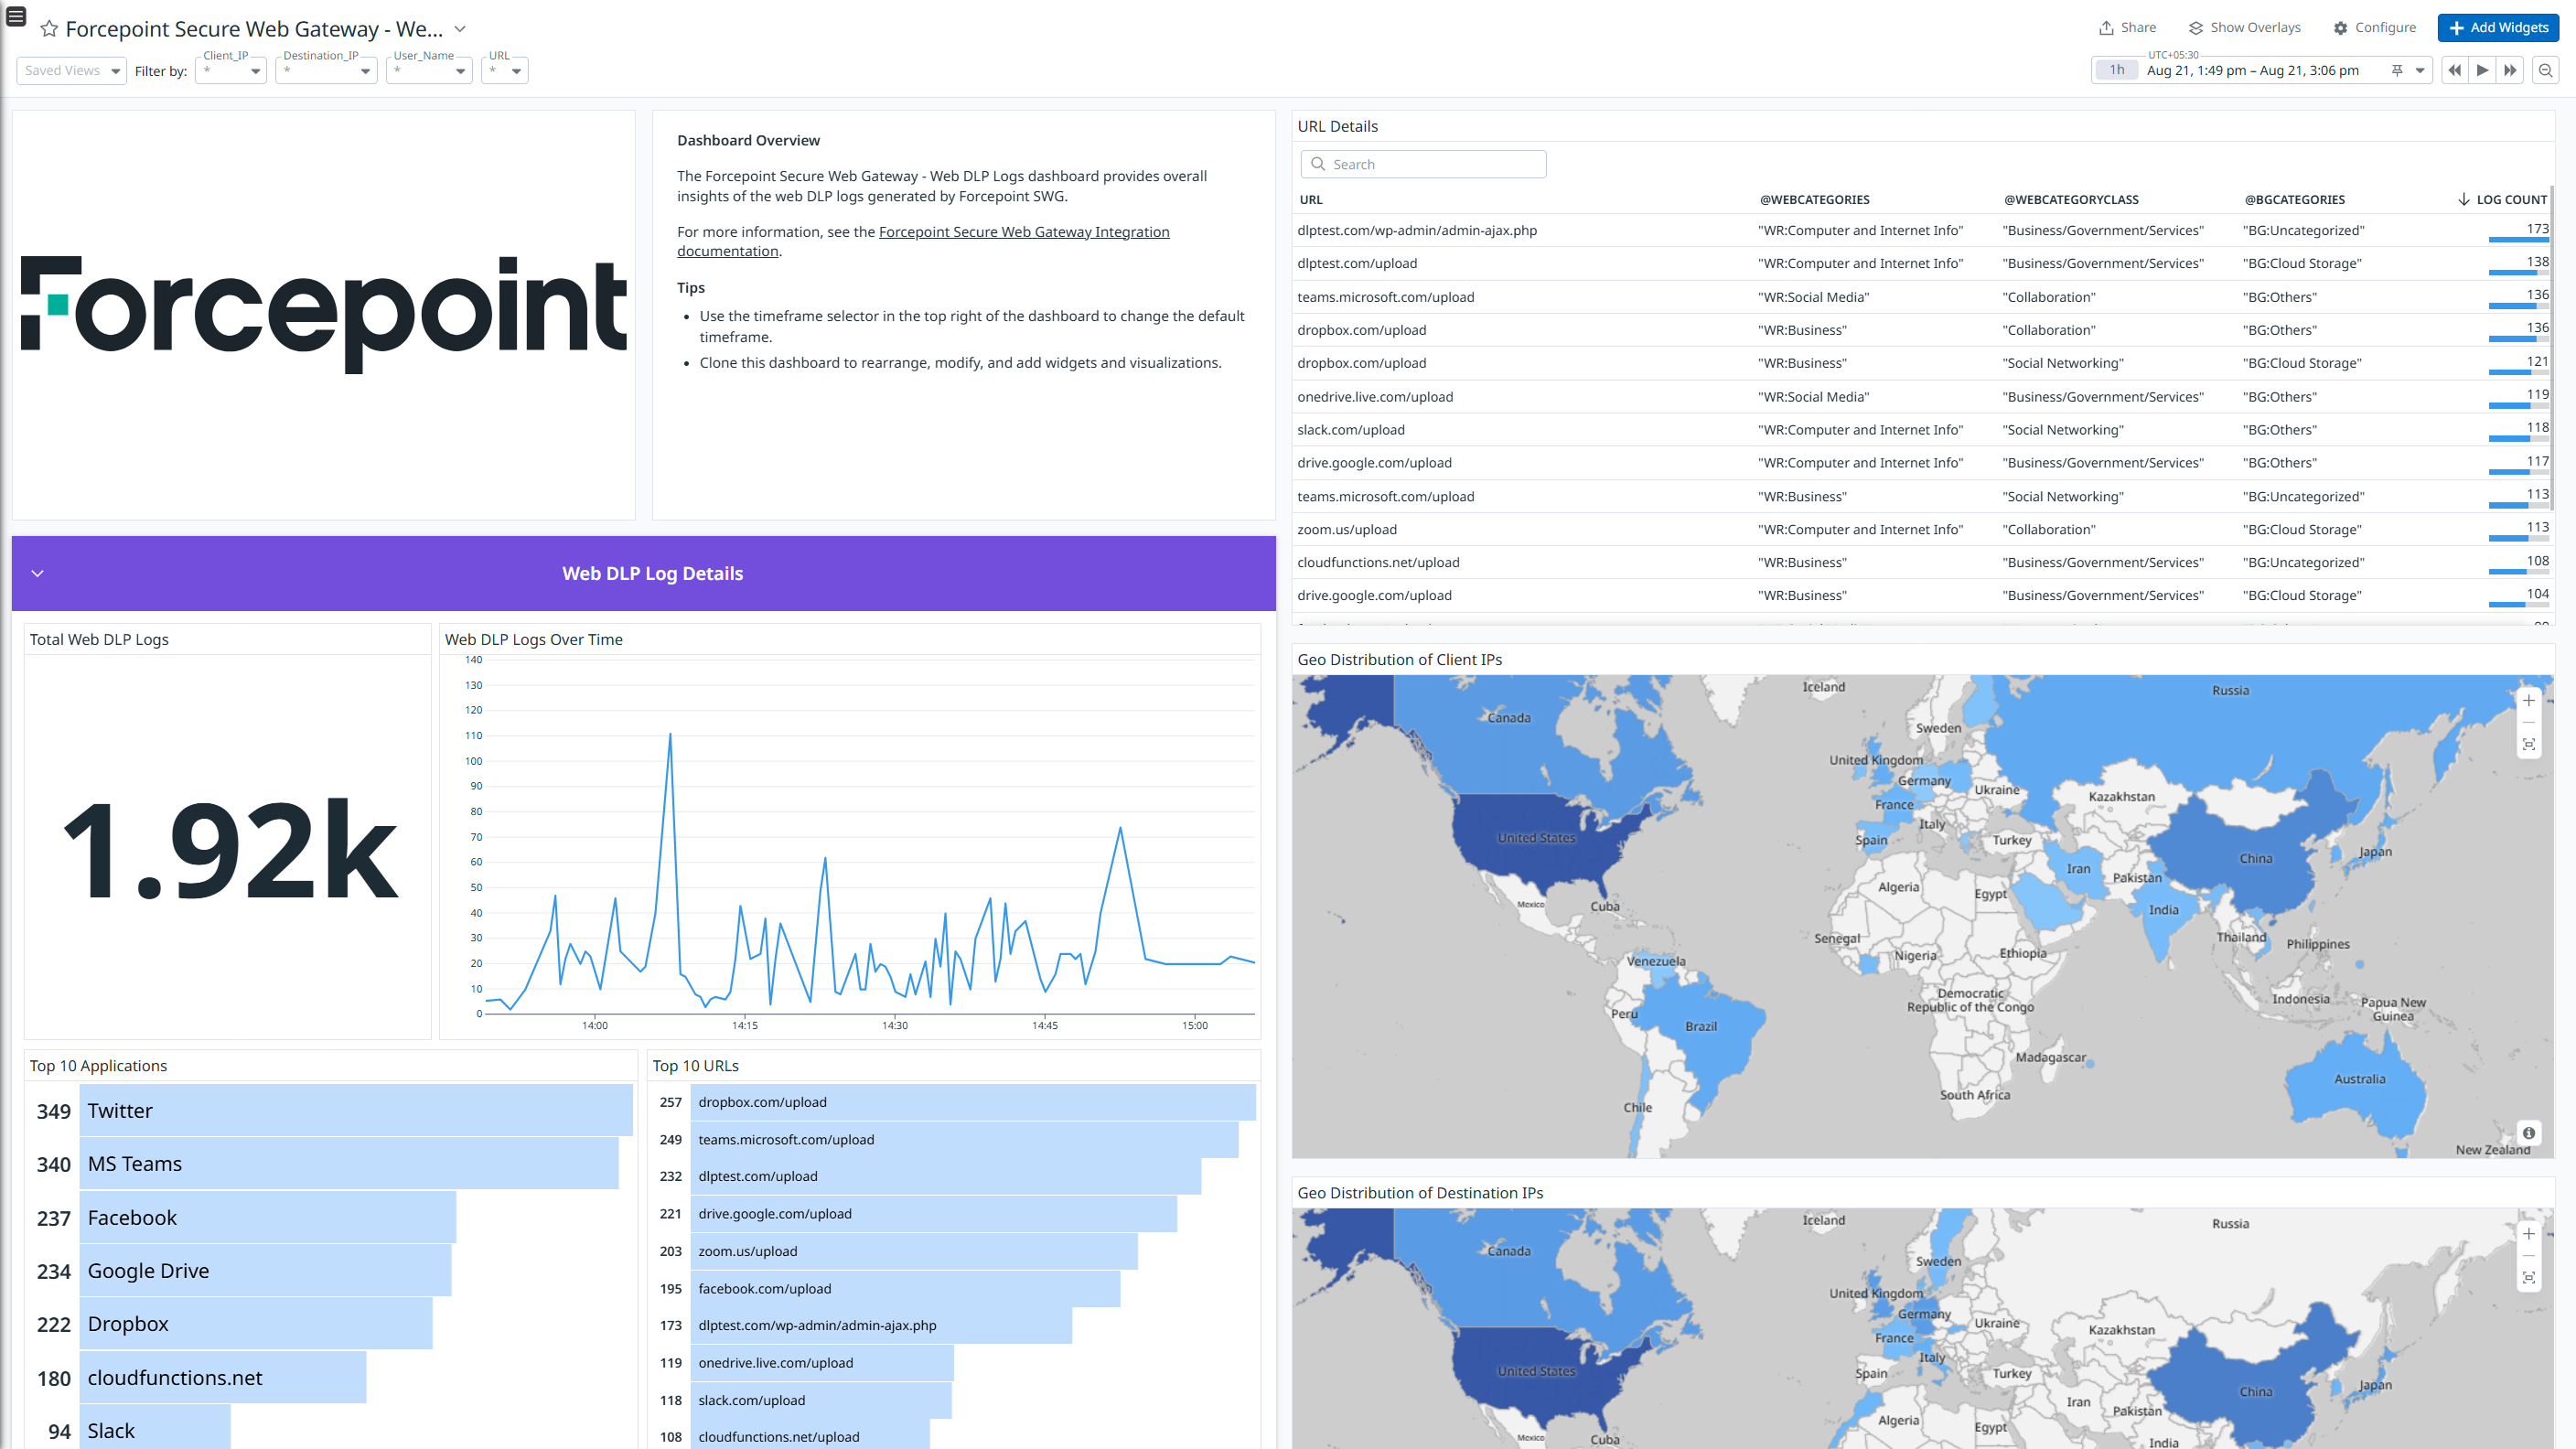 Forcepoint Secure Web Gateway - We...
Share
Show Overlays
Configure
Add Widgets
Saved Views
Filter by:
Client_IP
*
Destination_IP
*
User_Name
*
URL
*
UTC+05:30
1h
Aug 21, 1:49 pm – Aug 21, 3:06 pm
Forcepoint
Dashboard Overview
The Forcepoint Secure Web Gateway - Web DLP Logs dashboard provides overall
insights of the web DLP logs generated by Forcepoint SWG.
For more information, see the Forcepoint Secure Web Gateway Integration
documentation.
Tips
• Use the timeframe selector in the top right of the dashboard to change the default
timeframe.
• Clone this dashboard to rearrange, modify, and add widgets and visualizations.
URL Details
Search
URL @WEBCATEGORIES @WEBCATEGORYCLASS @BGCATEGORIES LOG COUNT
dlptest.com/wp-admin/admin-ajax.php "WR:Computer and Internet Info" "Business/Government/Services" "BG:Uncategorized" 173
dlptest.com/upload "WR:Computer and Internet Info" "Business/Government/Services" "BG:Cloud Storage" 138
teams.microsoft.com/upload "WR:Social Media" "Collaboration" "BG:Others" 136
dropbox.com/upload "WR:Business" "Collaboration" "BG:Others" 136
dropbox.com/upload "WR:Business" "Social Networking" "BG:Cloud Storage" 121
onedrive.live.com/upload "WR:Social Media" "Business/Government/Services" "BG:Others" 119
slack.com/upload "WR:Computer and Internet Info" "Social Networking" "BG:Others" 118
drive.google.com/upload "WR:Computer and Internet Info" "Business/Government/Services" "BG:Others" 117
teams.microsoft.com/upload "WR:Business" "Social Networking" "BG:Uncategorized" 113
zoom.us/upload "WR:Computer and Internet Info" "Collaboration" "BG:Cloud Storage" 113
cloudfunctions.net/upload "WR:Business" "Business/Government/Services" "BG:Uncategorized" 108
drive.google.com/upload "WR:Business" "Business/Government/Services" "BG:Cloud Storage" 104
Web DLP Log Details
Total Web DLP Logs
1.92k
Web DLP Logs Over Time
140
130
120
110
100
90
80
70
60
50
40
30
20
10
0
14:00 14:15 14:30 14:45 15:00
Top 10 Applications
349 Twitter
340 MS Teams
237 Facebook
234 Google Drive
222 Dropbox
180 cloudfunctions.net
94 Slack
Top 10 URLs
257 dropbox.com/upload
249 teams.microsoft.com/upload
232 dlptest.com/upload
221 drive.google.com/upload
203 zoom.us/upload
195 facebook.com/upload
173 dlptest.com/wp-admin/admin-ajax.php
119 onedrive.live.com/upload
118 slack.com/upload
108 cloudfunctions.net/upload
Geo Distribution of Client IPs
Iceland
Russia
Canada
Sweden
United Kingdom
Germany
Ukraine
Kazakhstan
France
Italy
United States
Spain
Turkey
Japan
China
Iran
Pakistan
Algeria
Egypt
Mexico
Cuba
India
Senegal
Thailand
Philippines
Nigeria
Ethiopia
Venezuela
Democratic
Republic of the Congo
Indonesia
Papua New
Guinea
Peru
Brazil
Madagascar
Australia
South Africa
Chile
New Zealand
Geo Distribution of Destination IPs
Iceland
Russia
Canada
Sweden
United Kingdom
Germany
Ukraine
Kazakhstan
France
Italy
United States
Spain
Turkey
Japan
China
Iran
Pakistan
Algeria
Egypt
Mexico
Cuba
India